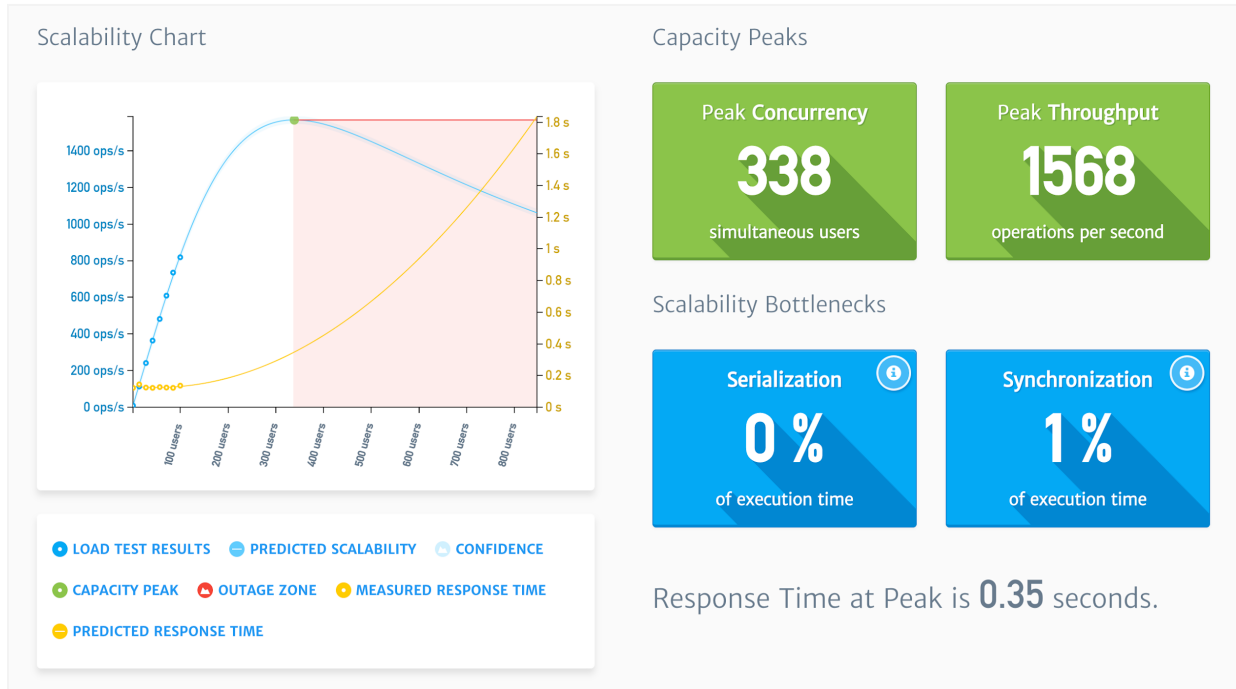 Scalability Chart
1400 ops/s
1200 ops/s
1000 ops/s
800 ops/s
600 ops/s
400 ops/s
200 ops/s
0 ops/s
1.8 s
1.6 s
1.4 s
1.2 s
1 s
0.8 s
0.6 s
0.4 s
0.2 s
0 s
100 users
200 users
300 users
400 users
500 users
600 users
700 users
800 users
LOAD TEST RESULTS
PREDICTED SCALABILITY
CONFIDENCE
CAPACITY PEAK
OUTAGE ZONE
MEASURED RESPONSE TIME
PREDICTED RESPONSE TIME
Capacity Peaks
Peak Concurrency
338
simultaneous users
Peak Throughput
1568
operations per second
Scalability Bottlenecks
Serialization
0 %
of execution time
Synchronization
1 %
of execution time
Response Time at Peak is 0.35 seconds.